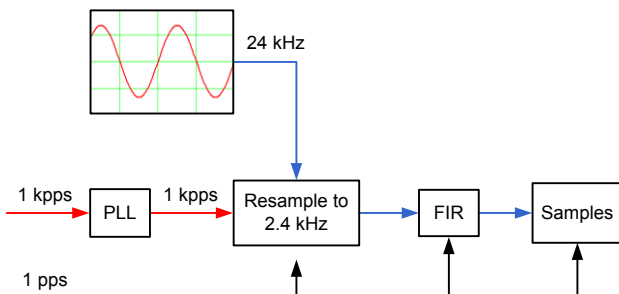 24 kHz
1 kpps
PLL
1 kpps
Resample to
2.4 kHz
FIR
Samples
1 pps